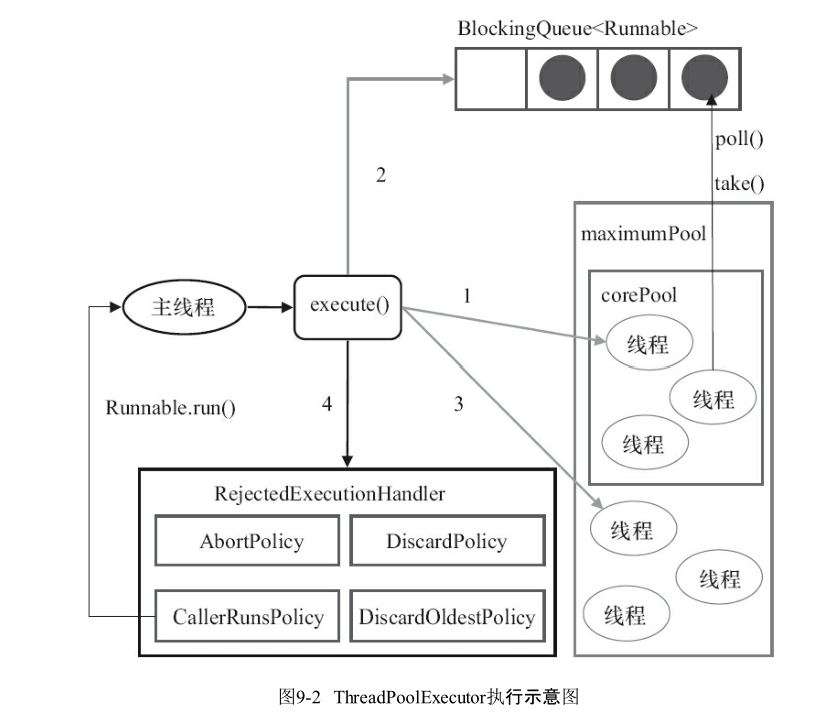 BlockingQueue<Runnable>
poll()
2
take()
maximumPool
corePool
主线程
execute()
1
线程
线程
Runnable.run()
4
3
线程
RejectedExecutionHandler
AbortPolicy
DiscardPolicy
线程
线程
CallerRunsPolicy
DiscardOldestPolicy
线程
图9-2 ThreadPoolExecutor执行示意图